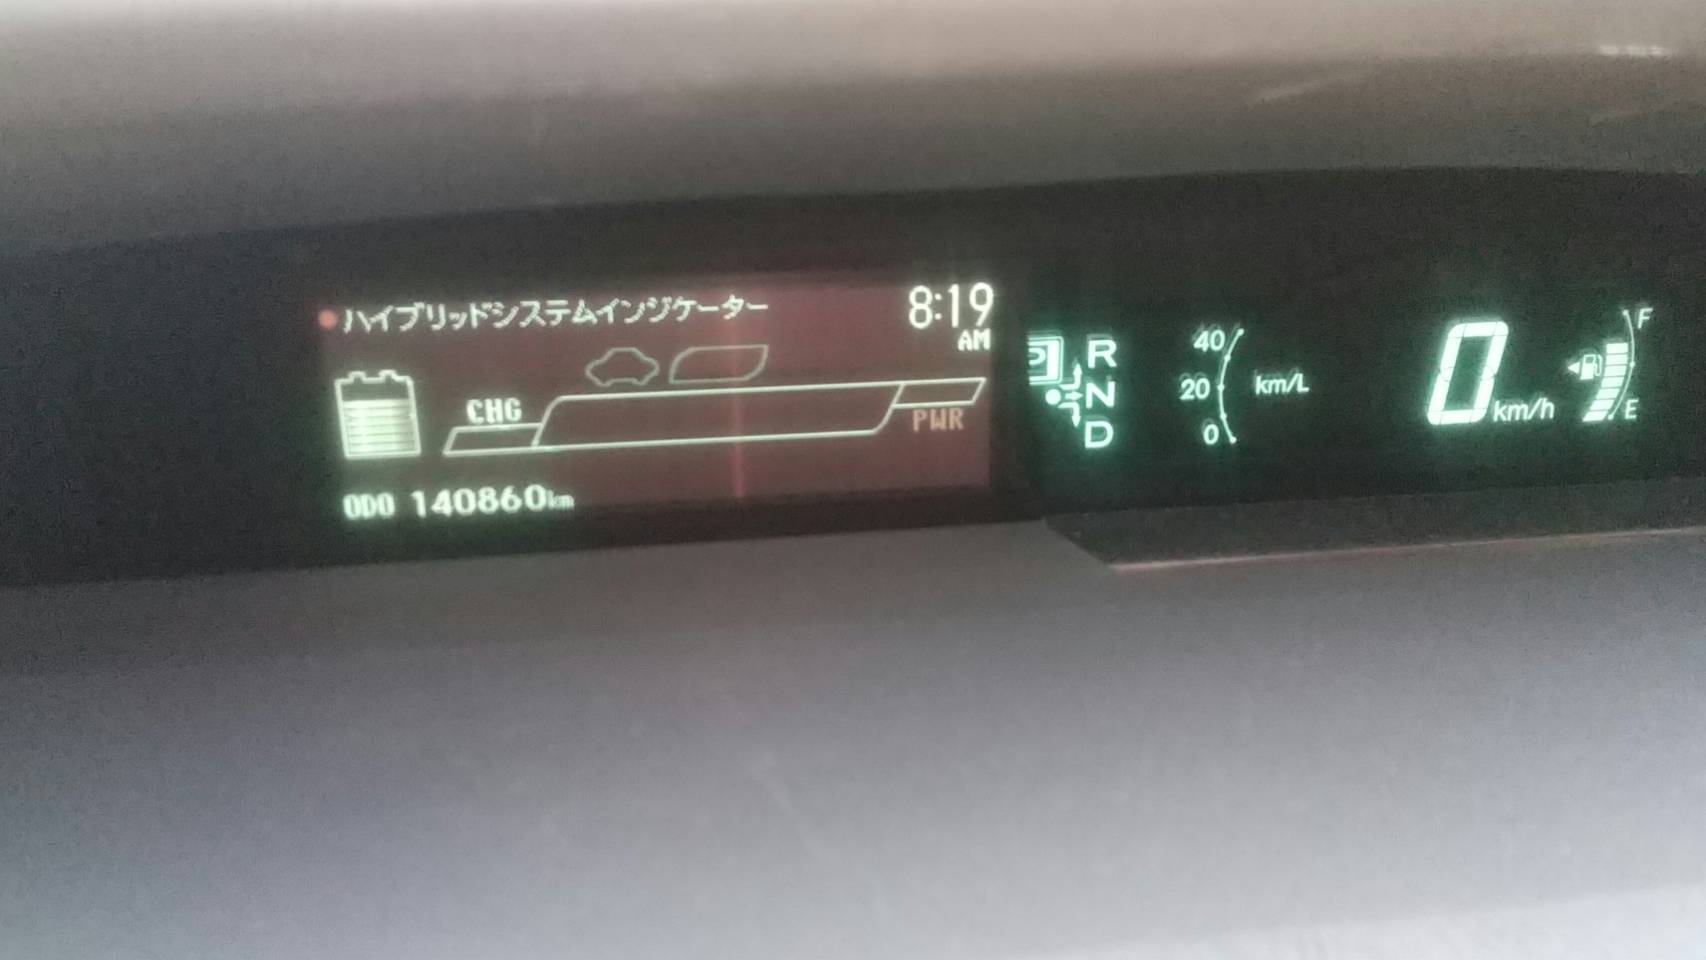 ハイブリッドシステムインジケーター
8:19
AM
CHG
PWR
ODO 140860km
P
R
N
D
40
20
0
km/L
0 km/h
F
E